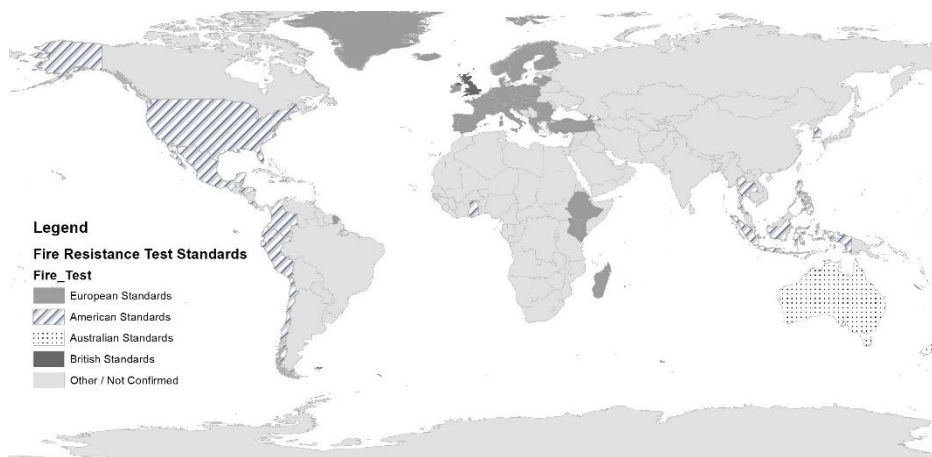 Legend
Fire Resistance Test Standards
Fire_Test
European Standards
American Standards
Australian Standards
British Standards
Other / Not Confirmed